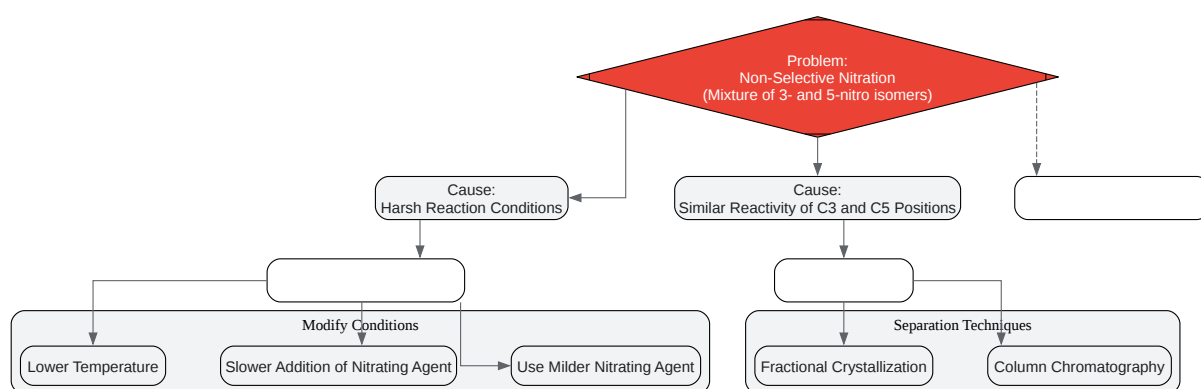 Problem:
Non-Selective Nitration
(Mixture of 3- and 5-nitro isomers)
Cause:
Harsh Reaction Conditions
Cause:
Similar Reactivity of C3 and C5 Positions
Modify Conditions
Separation Techniques
Lower Temperature
Slower Addition of Nitrating Agent
Use Milder Nitrating Agent
Fractional Crystallization
Column Chromatography